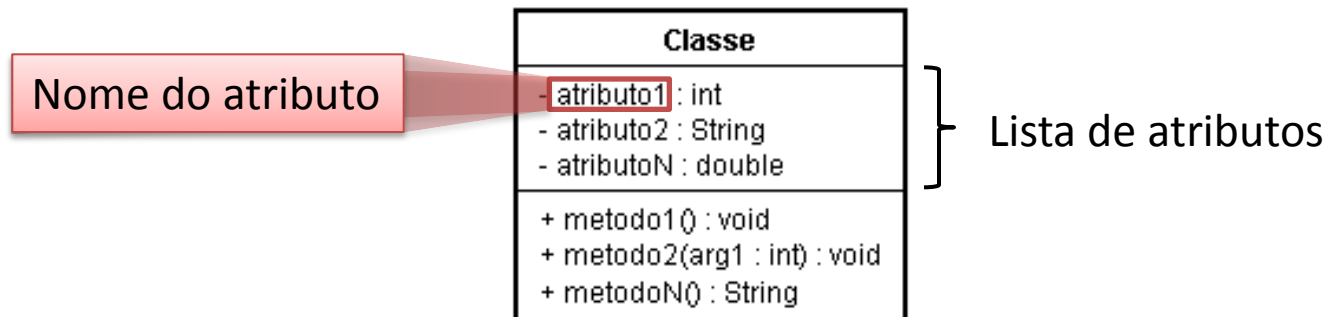 Classe
Nome do atributo
- atributo1 : int
- atributo2 : String
- atributoN : double
Lista de atributos
+ metodo1() : void
+ metodo2(arg1 : int) : void
+ metodoN() : String